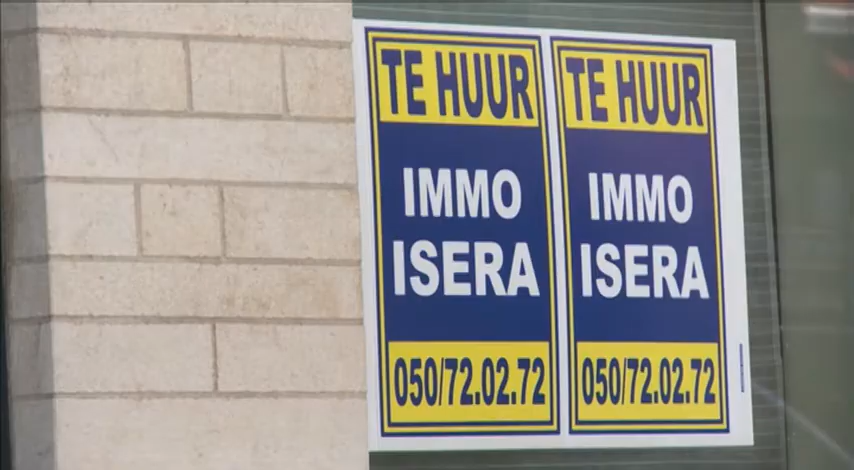 TE HUUR
IMMO
ISERA
050/72.02.72
TE HUUR
IMMO
ISERA
050/72.02.72